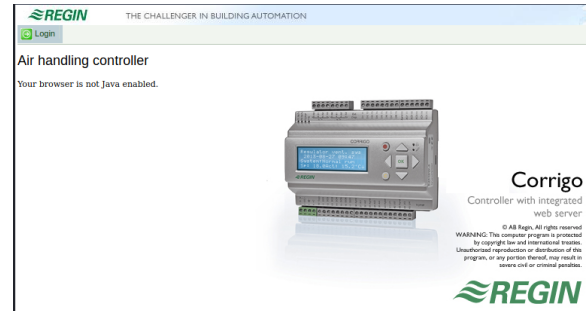 REGIN
THE CHALLENGER IN BUILDING AUTOMATION
Login
Air handling controller
Your browser is not Java enabled.
CORRIGO
OK
REGIN
Corrigo
Controller with integrated
web server
© AB Regin, All rights reserved
WARNING: This computer program is protected
by copyright law and international treaties.
Unauthorized reproduction or distribution of this
program, or any portion thereof, may result in
severe civil or criminal penalties.
REGIN